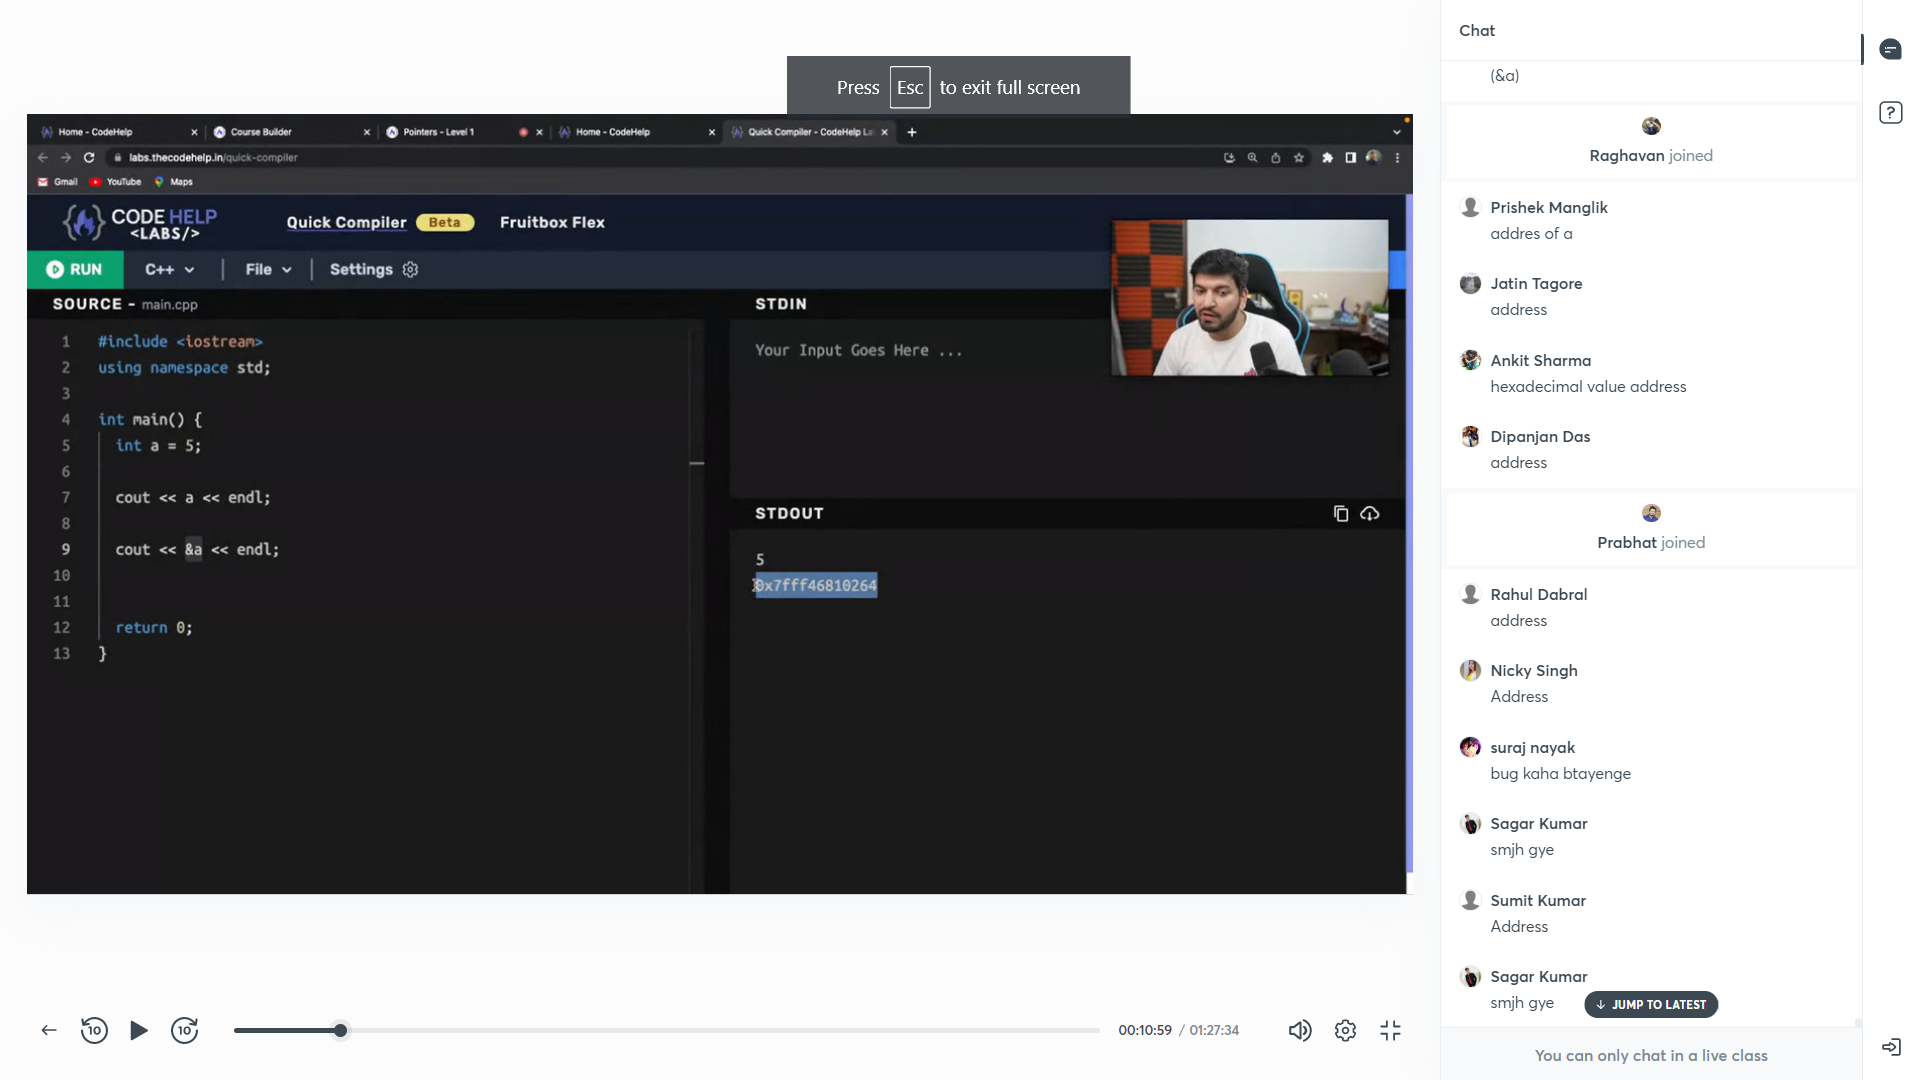 Press Esc to exit full screen
Home - CodeHelp
Course Builder
Pointers - Level 1
Home - CodeHelp
Quick Compiler - CodeHelp La
labs.thecodehelp.in/quick-compiler
Gmail
YouTube
Maps
CODE HELP
<LABS/>
Quick Compiler
Beta
Fruitbox Flex
RUN
C++
File
Settings
SOURCE - main.cpp
1 #include <iostream>
2 using namespace std;
3
4 int main() {
5 int a = 5;
6
7 cout << a << endl;
8
9 cout << &a << endl;
10
11
12 return 0;
13 }
STDIN
Your Input Goes Here ...
STDOUT
5
0x7fff46810264
10
10
00:10:59 / 01:27:34
Chat
(&a)
Raghavan joined
Prishek Manglik
addres of a
Jatin Tagore
address
Ankit Sharma
hexadecimal value address
Dipanjan Das
address
Prabhat joined
Rahul Dabral
address
Nicky Singh
Address
suraj nayak
bug kaha btayenge
Sagar Kumar
smjh gye
Sumit Kumar
Address
Sagar Kumar
smjh gye
JUMP TO LATEST
You can only chat in a live class